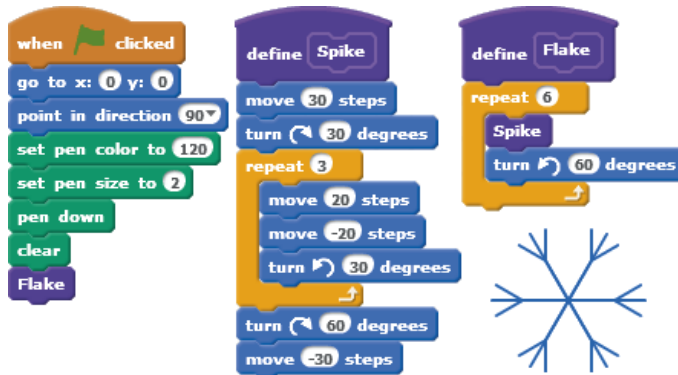 when clicked
go to x: 0 y: 0
point in direction 90
set pen color to 120
set pen size to 2
pen down
clear
Flake
define Spike
move 30 steps
turn 30 degrees
repeat 3
move 20 steps
move -20 steps
turn 30 degrees
turn 60 degrees
move -30 steps
define Flake
repeat 6
Spike
turn 60 degrees